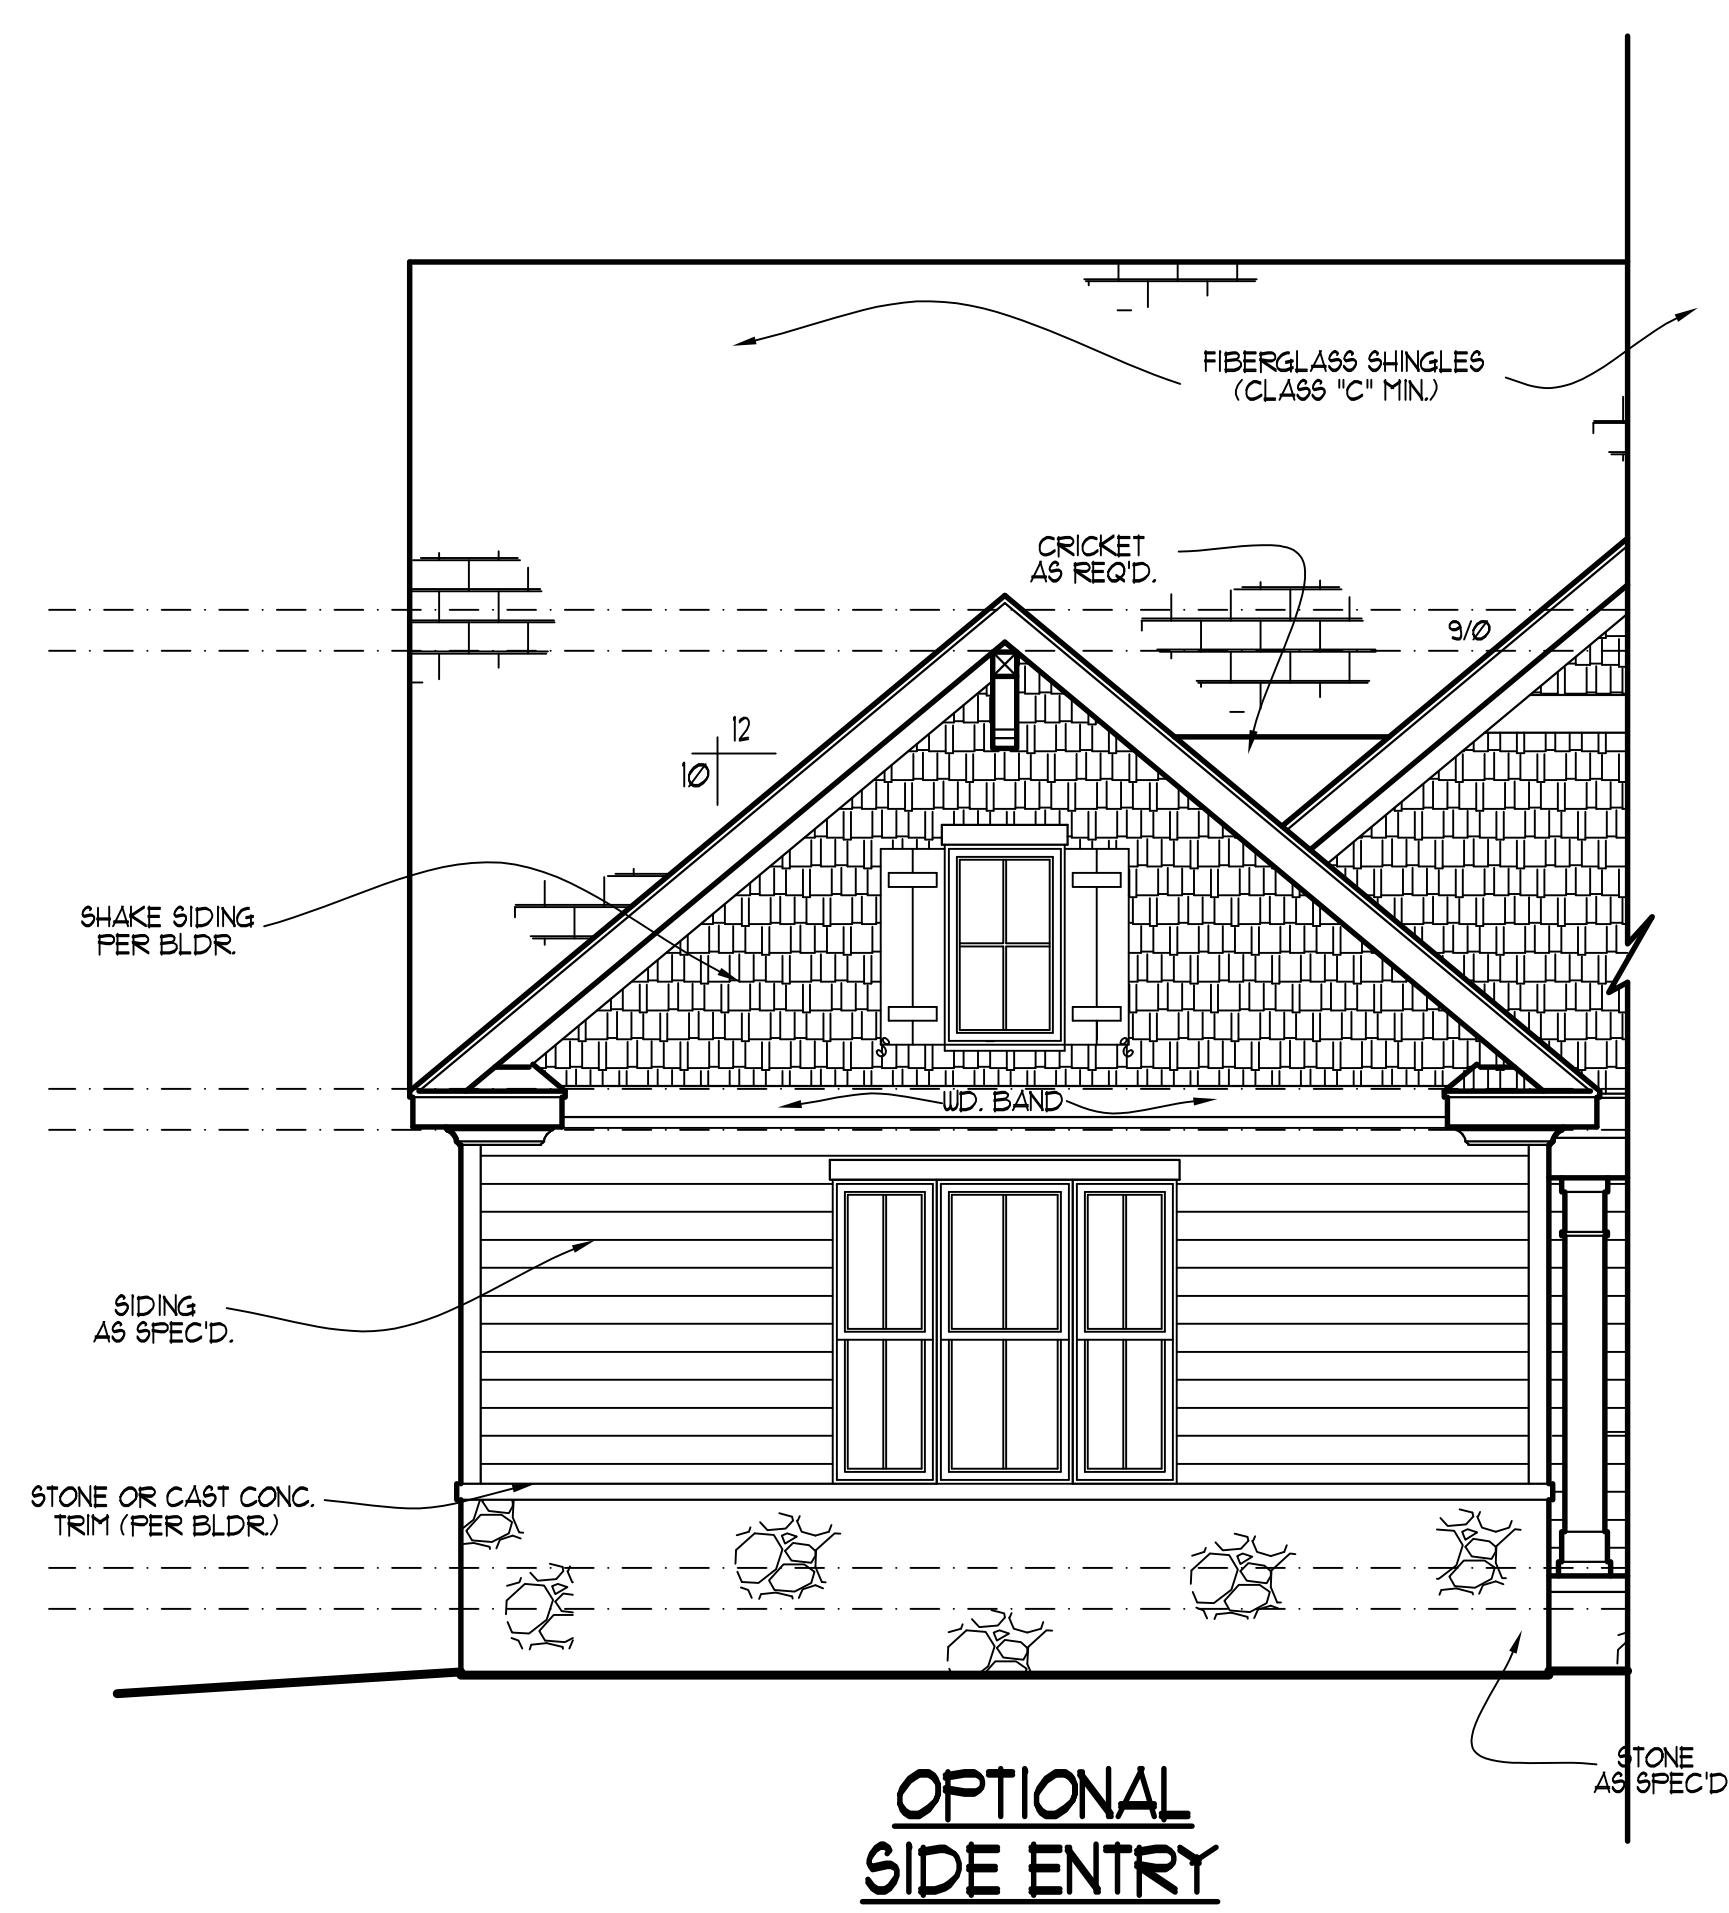 FIBERGLASS SHINGLES
(CLASS "C" MIN.)
CRICKET
AS REQ'D.
9/0
12
10
SHAKE SIDING
PER BLDR.
WD. BAND
SIDING
AS SPEC'D.
STONE OR CAST CONC.
TRIM (PER BLDR.)
STONE
AS SPEC'D
OPTIONAL
SIDE ENTRY